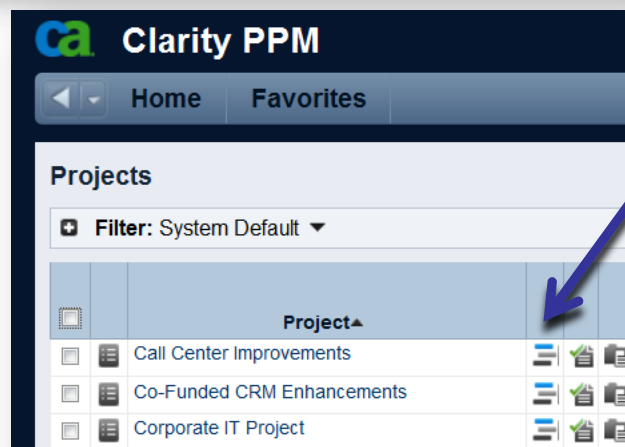 ca Clarity PPM
Home Favorites
Projects
Filter: System Default
Project
Call Center Improvements
Co-Funded CRM Enhancements
Corporate IT Project